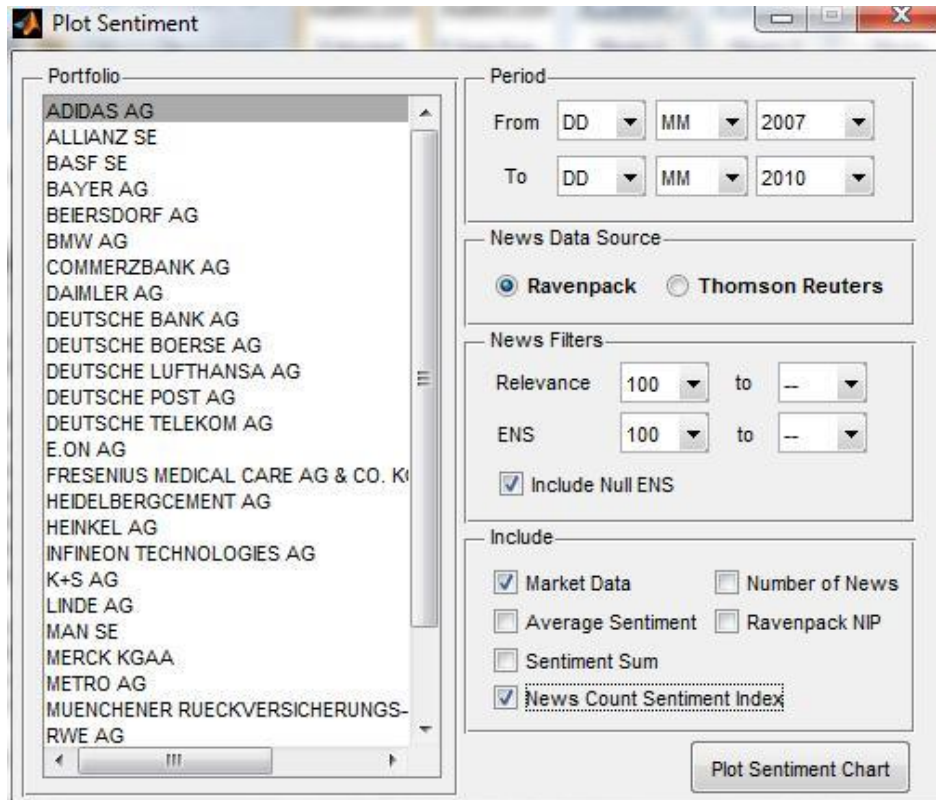 Plot Sentiment
Portfolio
ADIDAS AG
ALLIANZ SE
BASF SE
BAYER AG
BEIERSDORF AG
BMW AG
COMMERZBANK AG
DAIMLER AG
DEUTSCHE BANK AG
DEUTSCHE BOERSE AG
DEUTSCHE LUFTHANSA AG
DEUTSCHE POST AG
DEUTSCHE TELEKOM AG
E.ON AG
FRESENIUS MEDICAL CARE AG & CO. K
HEIDELBERGCEMENT AG
HEINKEL AG
INFINEON TECHNOLOGIES AG
K+S AG
LINDE AG
MAN SE
MERCK KGAA
METRO AG
MUENCHENER RUECKVERSICHERUNGS-
RWE AG
Period
From DD MM 2007
To DD MM 2010
News Data Source
Ravenpack Thomson Reuters
News Filters
Relevance 100 to --
ENS 100 to --
Include Null ENS
Include
Market Data Number of News
Average Sentiment Ravenpack NIP
Sentiment Sum
News Count Sentiment Index
Plot Sentiment Chart